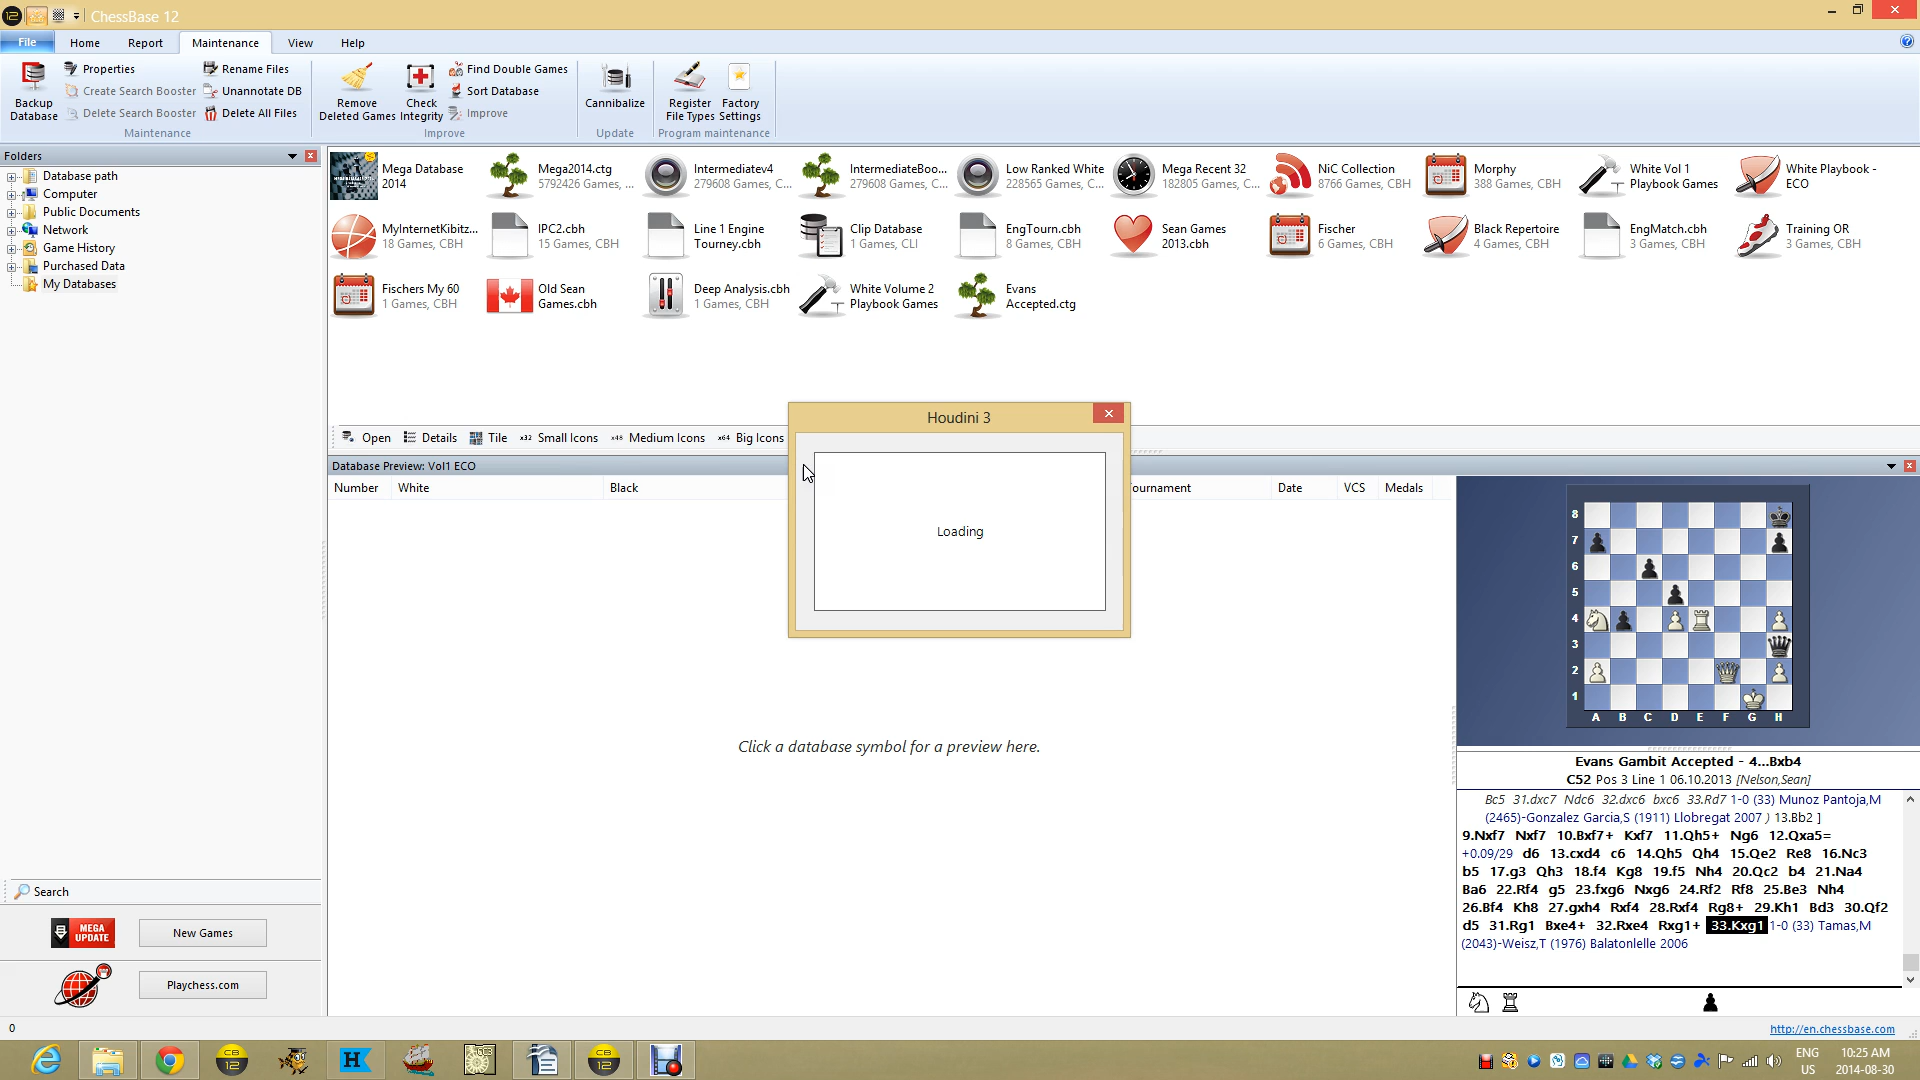 ChessBase 12
File Home Report Maintenance View Help
Backup Database
Properties
Create Search Booster
Delete Search Booster
Rename Files
Unannotate DB
Delete All Files
Maintenance
Remove Deleted Games
Check Integrity
Find Double Games
Sort Database
Improve
Improve
Cannibalize
Update
Register File Types
Factory Settings
Program maintenance
Folders
Database path
Computer
Public Documents
Network
Game History
Purchased Data
My Databases
Search
MEGA UPDATE
New Games
Playchess.com
Mega Database 2014
Mega2014.ctg
5792426 Games, ...
Intermediatev4
279608 Games, C...
IntermediateBoo...
279608 Games, C...
Low Ranked White
228565 Games, C...
Mega Recent 32
182805 Games, C...
NiC Collection
8766 Games, CBH
Morphy
388 Games, CBH
White Vol 1
Playbook Games
White Playbook -
ECO
MyInternetKibitz...
18 Games, CBH
IPC2.cbh
15 Games, CBH
Line 1 Engine
Tourney.cbh
Clip Database
1 Games, CLI
EngTourn.cbh
8 Games, CBH
Sean Games
2013.cbh
Fischer
6 Games, CBH
Black Repertoire
4 Games, CBH
EngMatch.cbh
3 Games, CBH
Training OR
3 Games, CBH
Fischers My 60
1 Games, CBH
Old Sean
Games.cbh
Deep Analysis.cbh
1 Games, CBH
White Volume 2
Playbook Games
Evans
Accepted.ctg
Open Details Tile x32 Small Icons x48 Medium Icons x64 Big Icons
Houdini 3
Loading
Database Preview: Vol1 ECO
Number White Black ournament Date VCS Medals
Click a database symbol for a preview here.
8
7
6
5
4
3
2
1
A B C D E F G H
Evans Gambit Accepted - 4...Bxb4
C52 Pos 3 Line 1 06.10.2013 [Nelson,Sean]
Bc5 31.dxc7 Ndc6 32.dxc6 bxc6 33.Rd7 1-0 (33) Munoz Pantoja,M
(2465)-Gonzalez Garcia,S (1911) Llobregat 2007 ) 13.Bb2 ]
9.Nxf7 Nxf7 10.Bxf7+ Kxf7 11.Qh5+ Ng6 12.Qxa5=
+0.09/29 d6 13.cxd4 c6 14.Qh5 Qh4 15.Qe2 Re8 16.Nc3
b5 17.g3 Qh3 18.f4 Kg8 19.f5 Nh4 20.Qc2 b4 21.Na4
Ba6 22.Rf4 g5 23.fxg6 Nxg6 24.Rf2 Rf8 25.Be3 Nh4
26.Bf4 Kh8 27.gxh4 Rxf4 28.Rxf4 Rg8+ 29.Kh1 Bd3 30.Qf2
d5 31.Rg1 Bxe4+ 32.Rxe4 Rxg1+ 33.Kxg1 1-0 (33) Tamas,M
(2043)-Weisz,T (1976) Balatonlelle 2006
0
http://en.chessbase.com
CB 12
H
CB 12
ENG
US
10:25 AM
2014-08-30